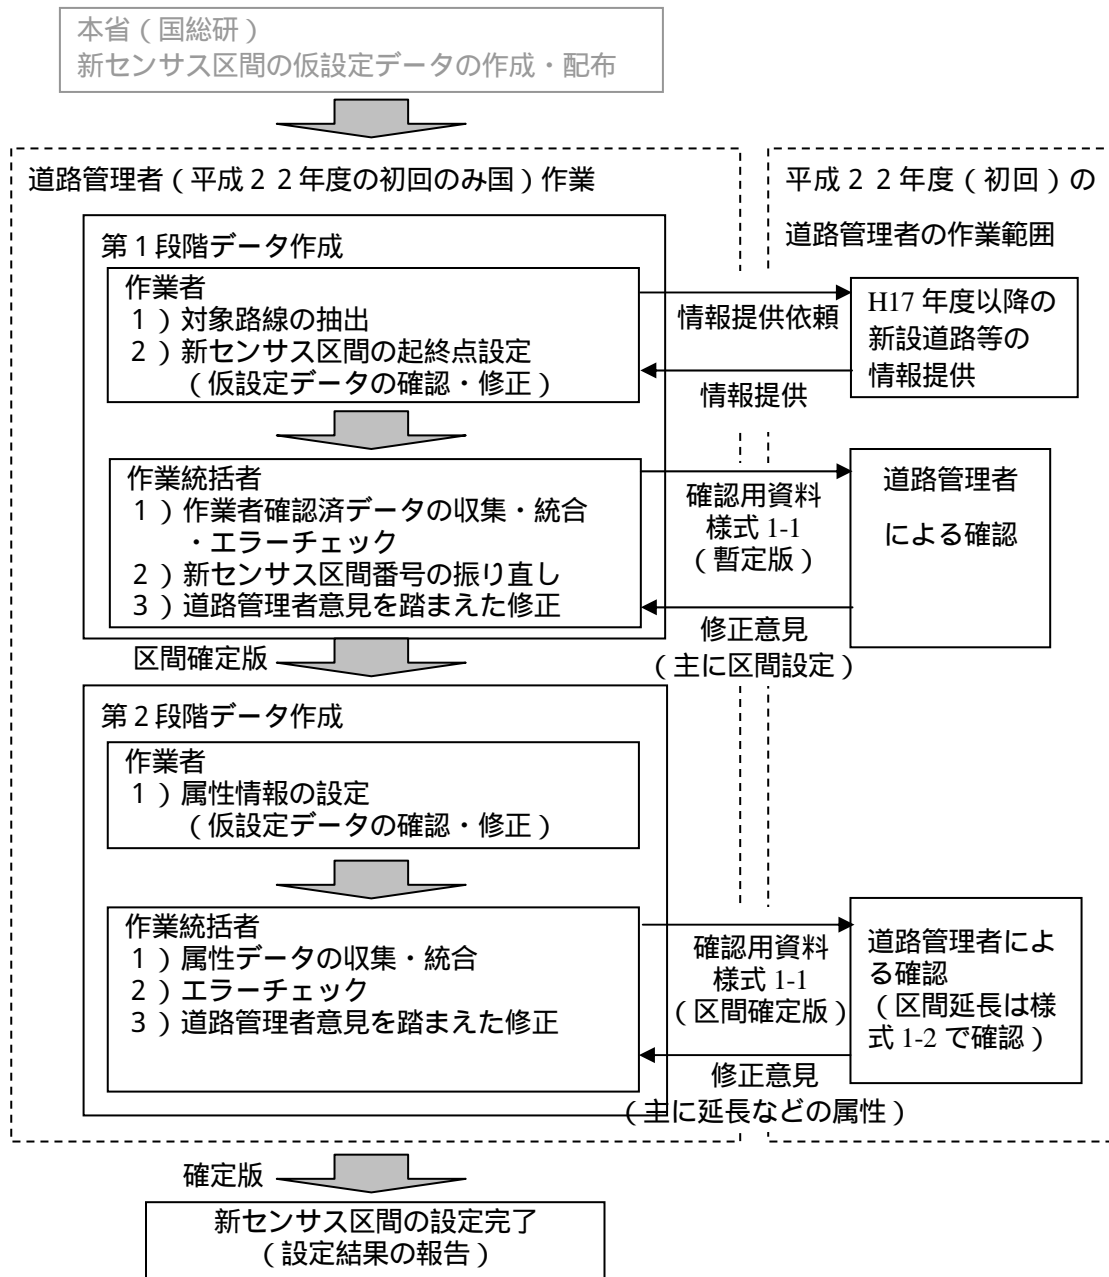 本省（国総研）
新センサス区間の仮設定データの作成・配布
道路管理者（平成２２年度の初回のみ国）作業
平成２２年度（初回）の
道路管理者の作業範囲
第１段階データ作成
作業者
１）対象路線の抽出
２）新センサス区間の起終点設定
（仮設定データの確認・修正）
情報提供依頼
情報提供
H17 年度以降の
新設道路等の
情報提供
作業統括者
１）作業者確認済データの収集・統合
・エラーチェック
２）新センサス区間番号の振り直し
３）道路管理者意見を踏まえた修正
確認用資料
様式 1-1
（暫定版）
修正意見
（主に区間設定）
道路管理者
による確認
区間確定版
第２段階データ作成
作業者
１）属性情報の設定
（仮設定データの確認・修正）
作業統括者
１）属性データの収集・統合
２）エラーチェック
３）道路管理者意見を踏まえた修正
確認用資料
様式 1-1
（区間確定版）
修正意見
（主に延長などの属性）
道路管理者によ
る確認
（区間延長は様
式 1-2 で確認）
確定版
新センサス区間の設定完了
（設定結果の報告）